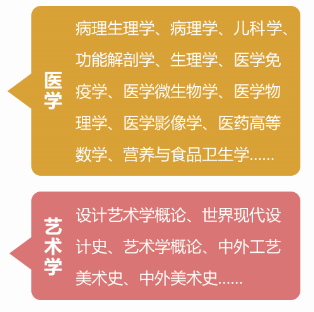 医学
病理生理学、病理学、儿科学、
功能解剖学、生理学、医学免
疫学、医学微生物学、医学物
理学、医学影像学、医药高等
数学、营养与食品卫生学......
艺术学
设计艺术学概论、世界现代设
计史、艺术学概论、中外工艺
美术史、中外美术史......